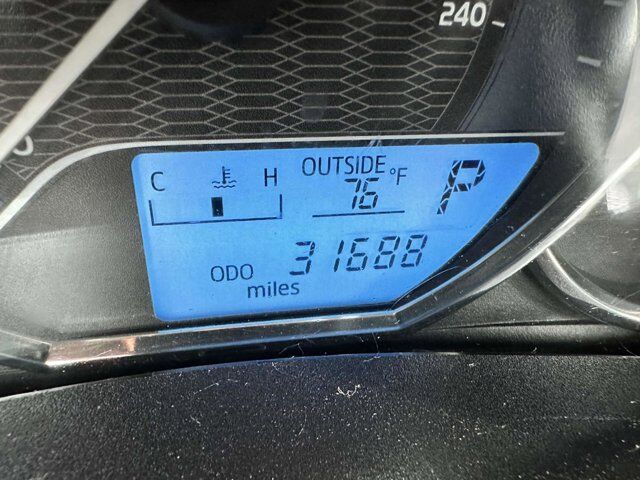 240
C H OUTSIDE
76 °F P
ODO 31688
miles